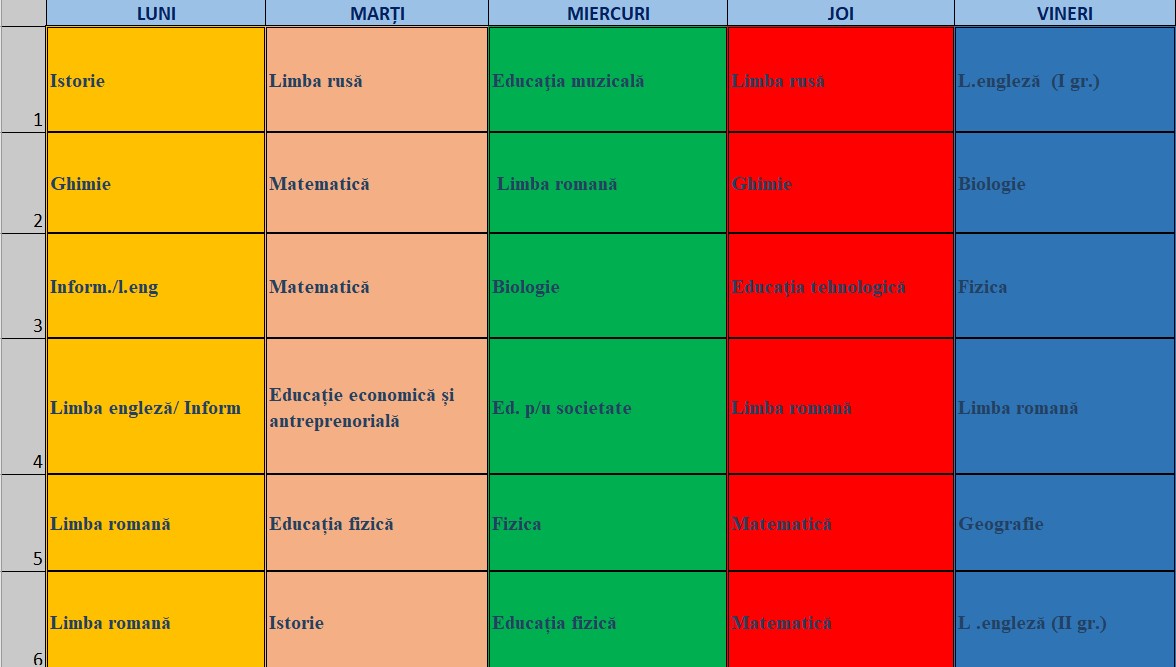 LUNI MARȚI MIERCURI JOI VINERI
1 Istorie Limba rusă Educația muzicală Limba rusă L.engleză (I gr.)
2 Ghimie Matematică Limba romană Ghimie Biologie
3 Inform./l.eng Matematică Biologie Educația tehnologică Fizica
4 Limba engleză/ Inform Educație economică și
antreprenorială Ed. p/u societate Limba romană Limba romană
5 Limba romană Educația fizică Fizica Matematică Geografie
6 Limba romană Istorie Educația fizică Matematică L .engleză (II gr.)